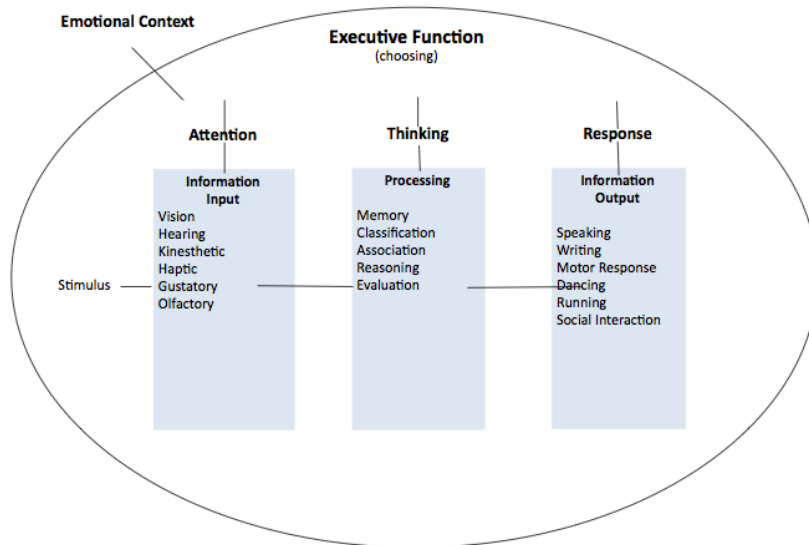 Emotional Context
Executive Function
(choosing)
Attention
Thinking
Response
Information
Input
Vision
Hearing
Kinesthetic
Haptic
Gustatory
Olfactory
Processing
Memory
Classification
Association
Reasoning
Evaluation
Information
Output
Speaking
Writing
Motor Response
Dancing
Running
Social Interaction
Stimulus